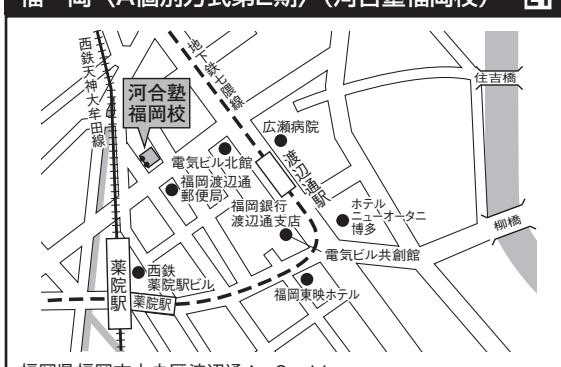 福 岡〈A個別方式第2期〉(河合塾福岡校)
西鉄天神大牟田線
地下鉄七隈線
住吉橋
河合塾
福岡校
広瀬病院
渡辺通駅
電気ビル北館
福岡渡辺通
郵便局
福岡銀行
渡辺通支店
ホテル
ニューオータニ
博多
柳橋
電気ビル共創館
薬院駅
西鉄
薬院駅ビル
薬院駅
福岡東映ホテル